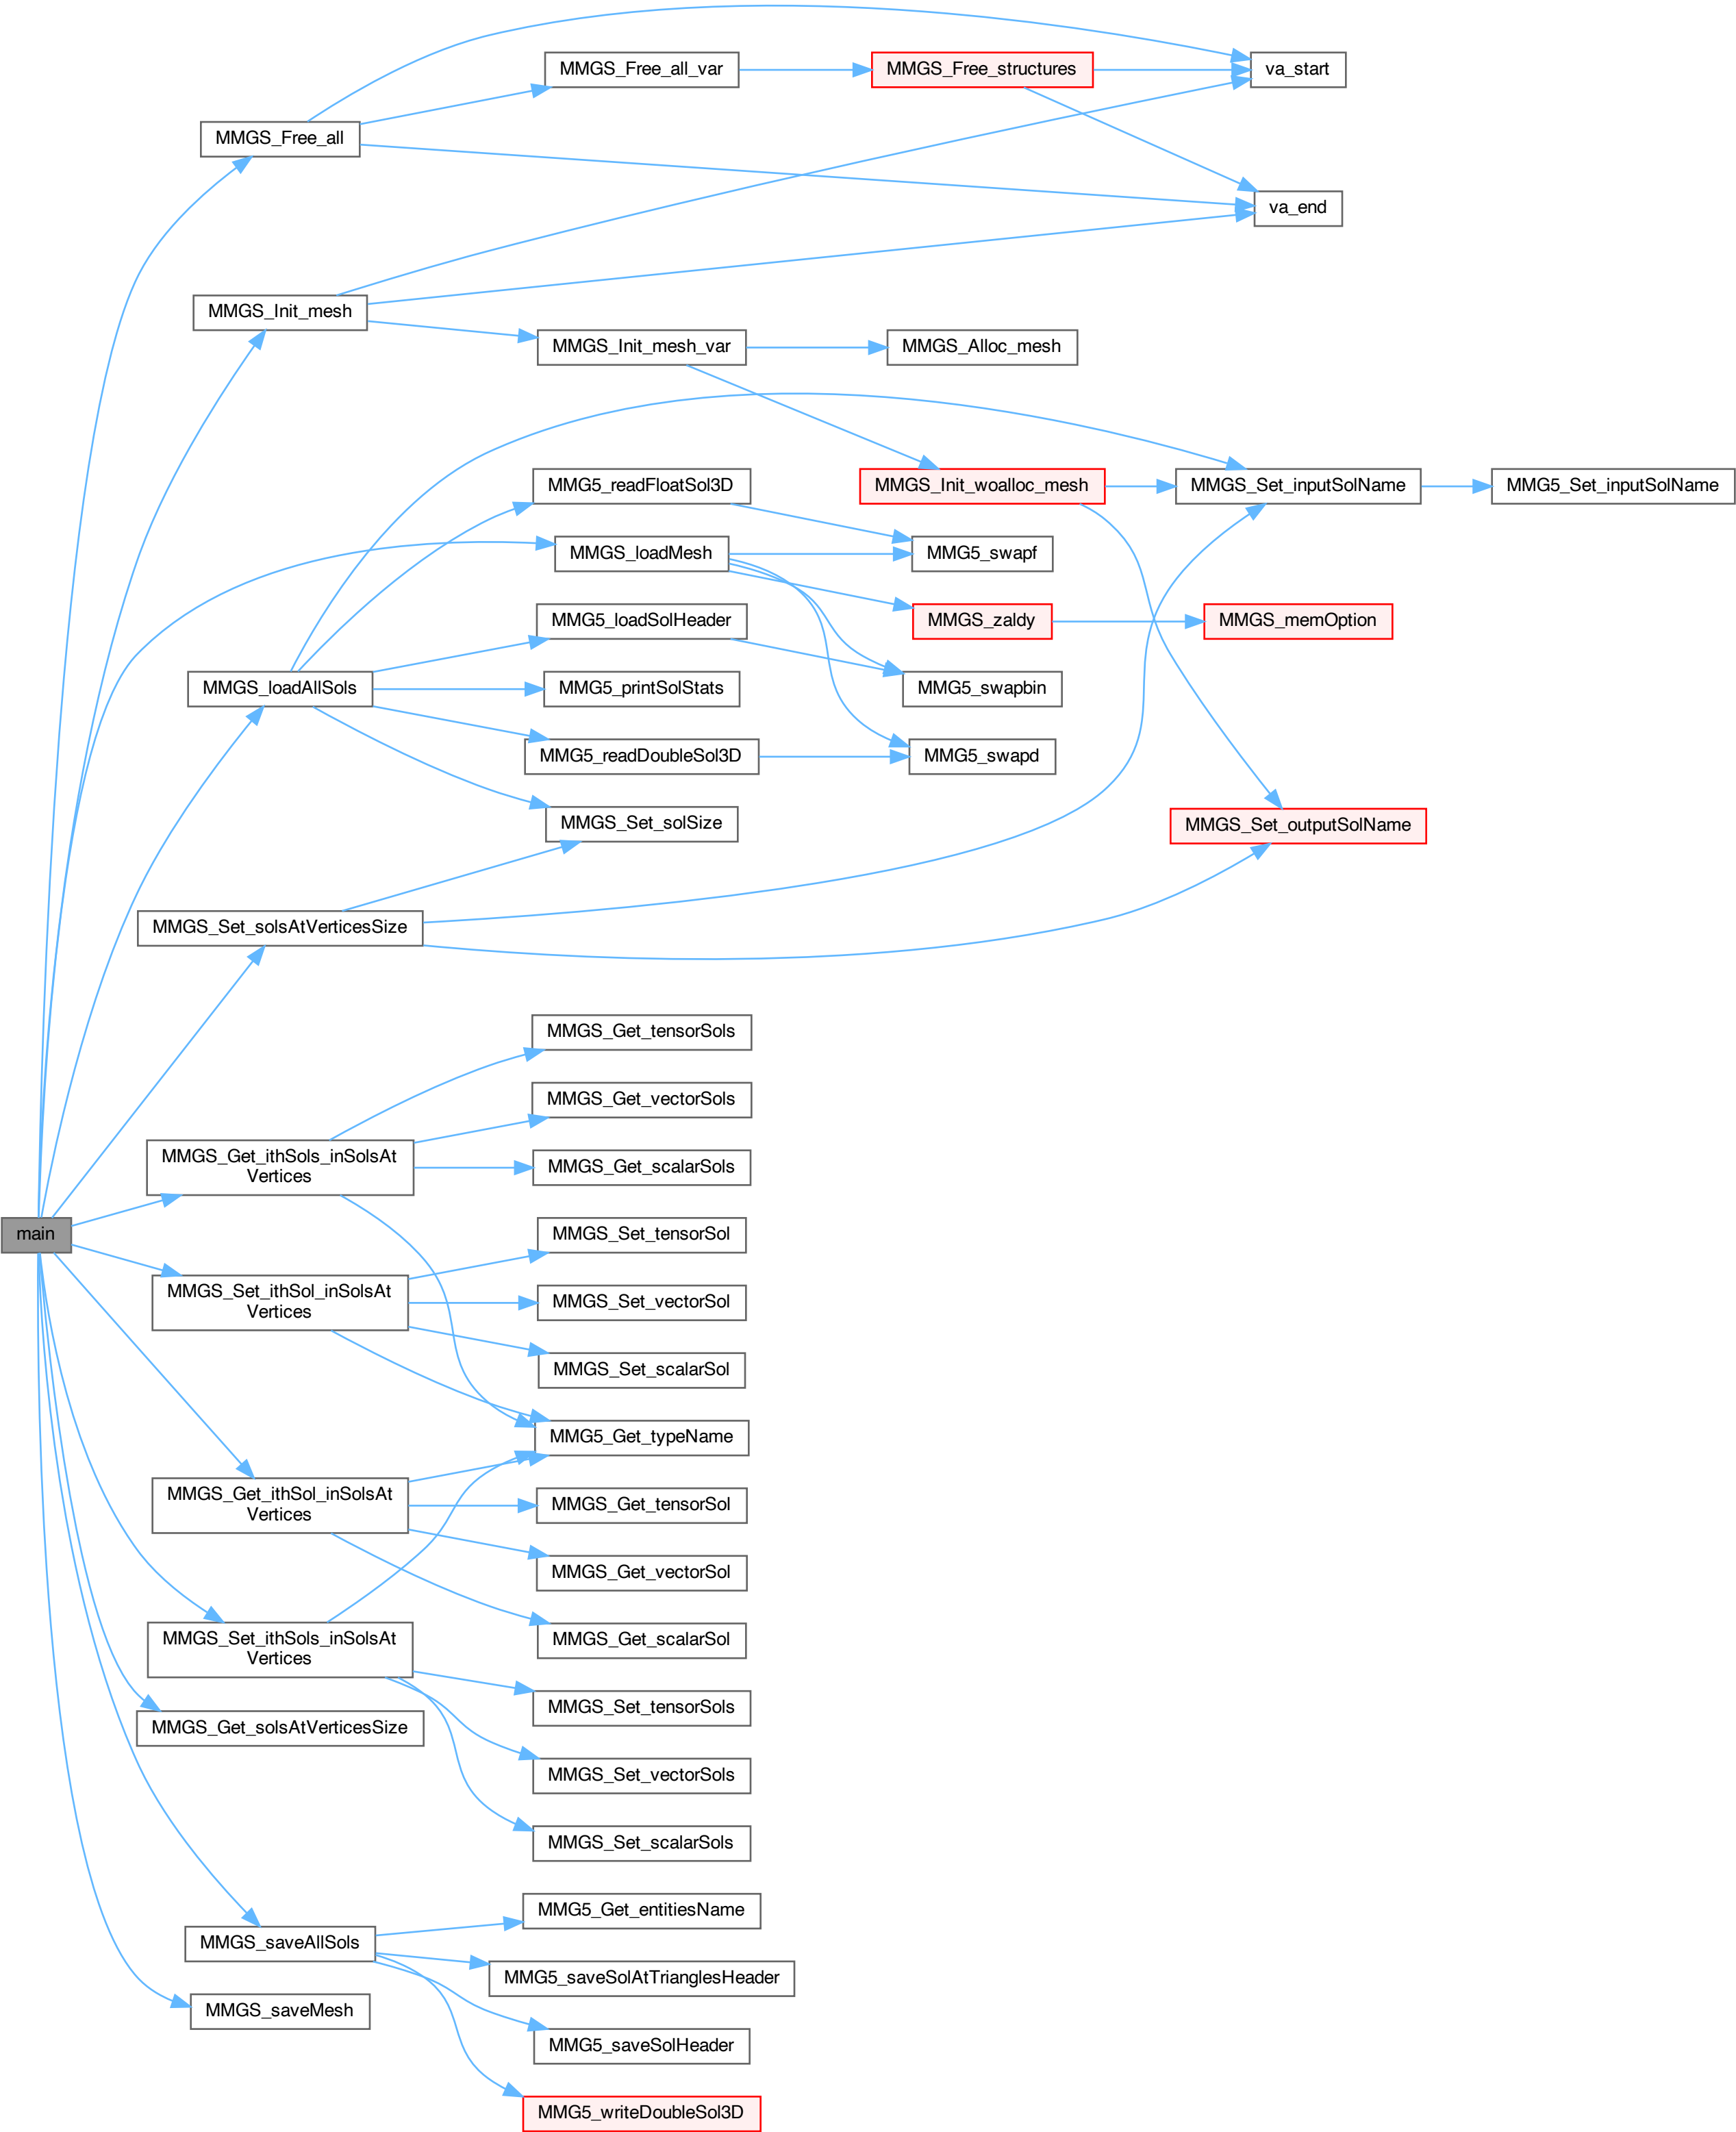 MMGS_Free_all_var
MMGS_Free_structures
va_start
MMGS_Free_all
va_end
MMGS_Init_mesh
MMGS_Init_mesh_var
MMGS_Alloc_mesh
MMG5_readFloatSol3D
MMGS_Init_woalloc_mesh
MMGS_Set_inputSolName
MMG5_Set_inputSolName
MMGS_loadMesh
MMG5_swapf
MMG5_loadSolHeader
MMGS_zaldy
MMGS_memOption
MMGS_loadAllSols
MMG5_printSolStats
MMG5_swapbin
MMG5_readDoubleSol3D
MMG5_swapd
MMGS_Set_solSize
MMGS_Set_outputSolName
MMGS_Set_solsAtVerticesSize
MMGS_Get_tensorSols
MMGS_Get_vectorSols
MMGS_Get_ithSols_inSolsAt
Vertices
MMGS_Get_scalarSols
main
MMGS_Set_tensorSol
MMGS_Set_ithSol_inSolsAt
Vertices
MMGS_Set_vectorSol
MMGS_Set_scalarSol
MMG5_Get_typeName
MMGS_Get_ithSol_inSolsAt
Vertices
MMGS_Get_tensorSol
MMGS_Get_vectorSol
MMGS_Get_scalarSol
MMGS_Set_ithSols_inSolsAt
Vertices
MMGS_Set_tensorSols
MMGS_Get_solsAtVerticesSize
MMGS_Set_vectorSols
MMGS_Set_scalarSols
MMG5_Get_entitiesName
MMGS_saveAllSols
MMG5_saveSolAtTrianglesHeader
MMGS_saveMesh
MMG5_saveSolHeader
MMG5_writeDoubleSol3D